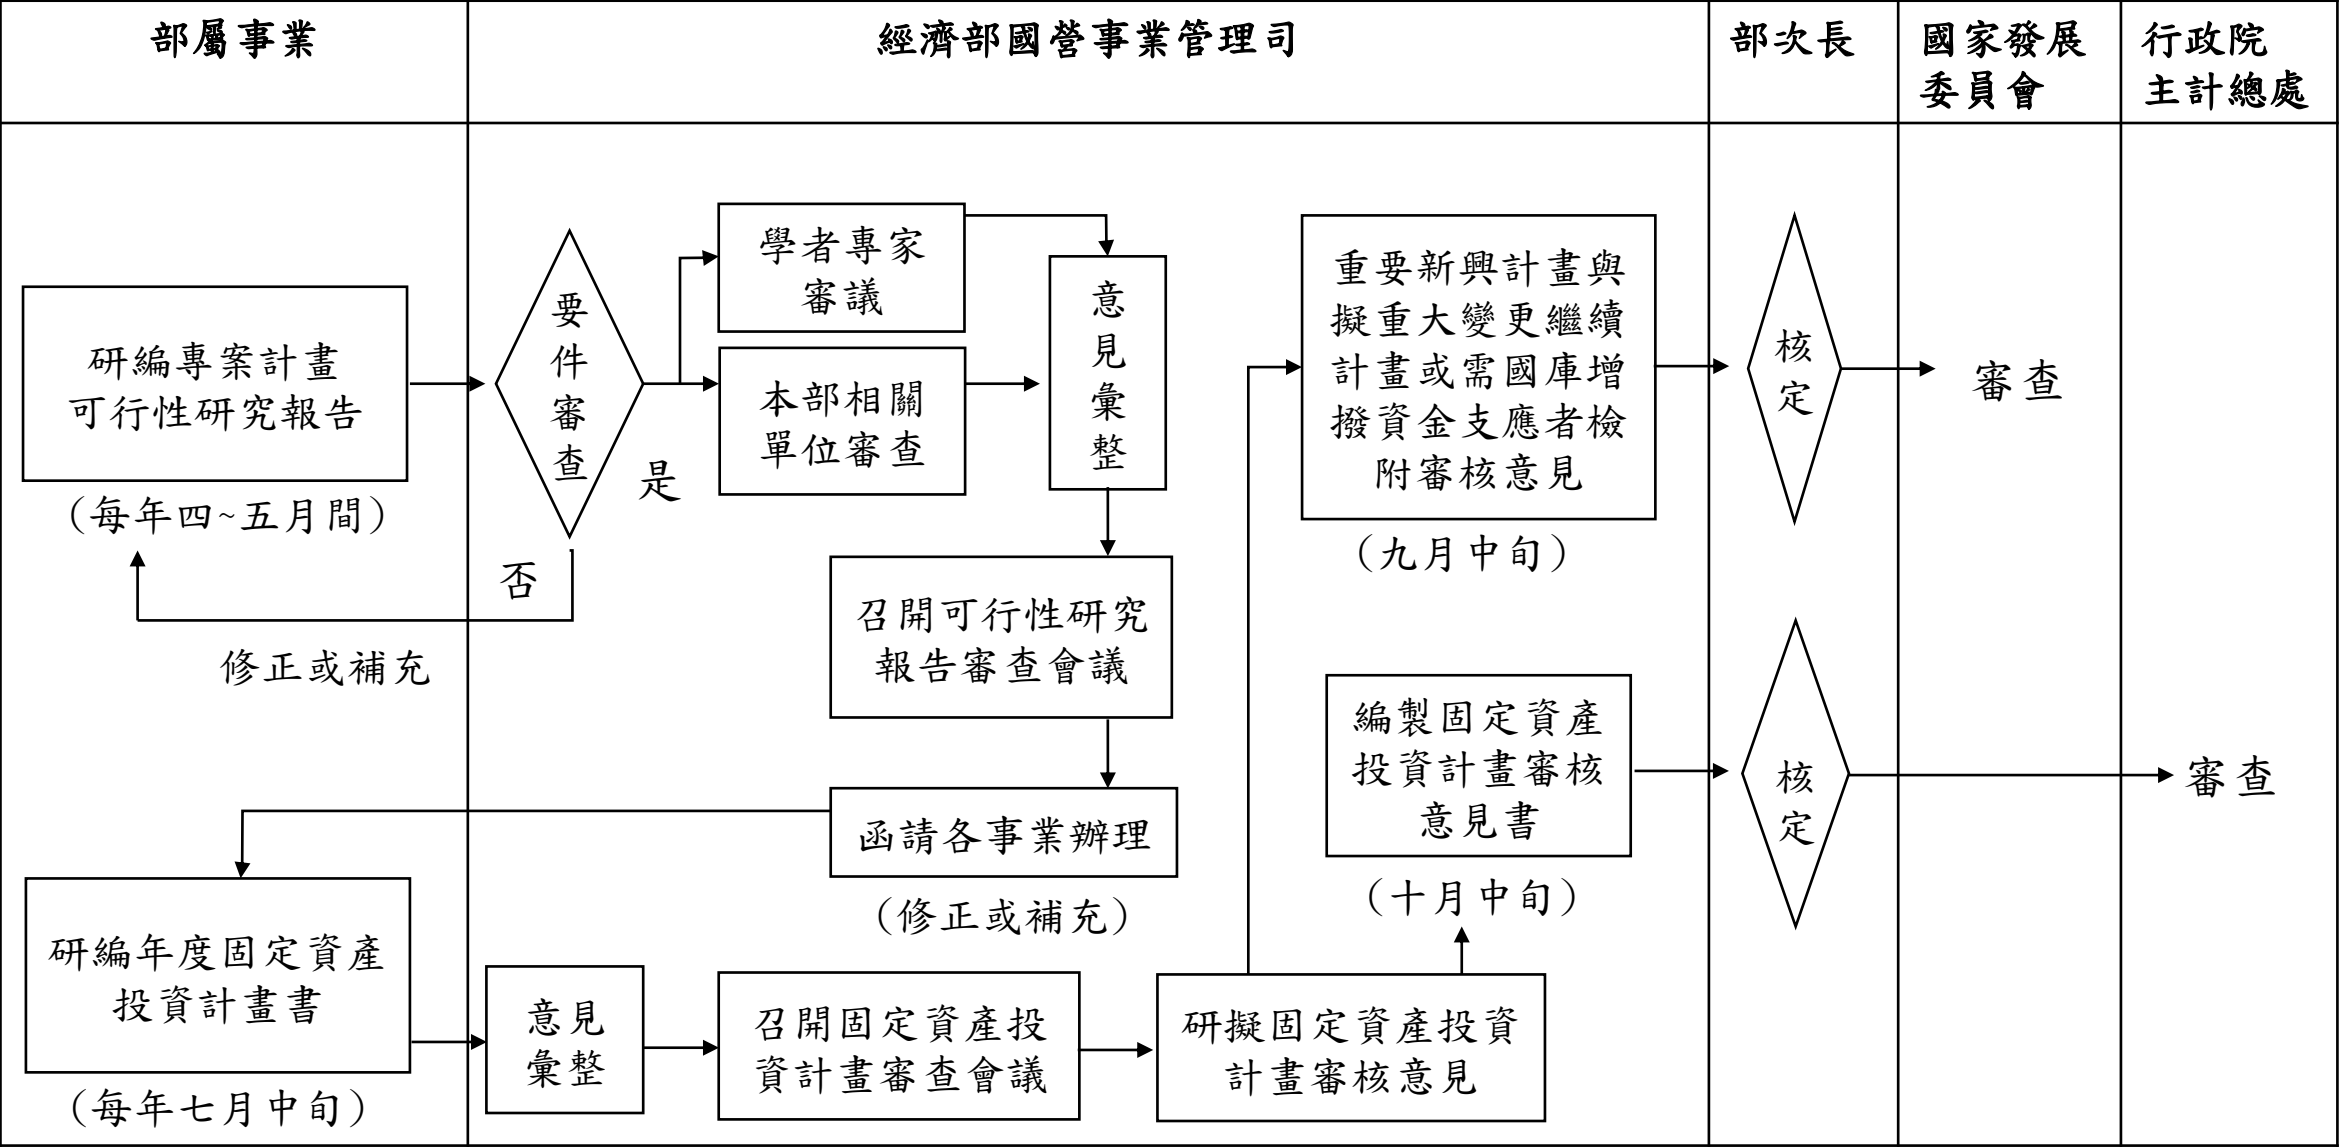 部屬事業
經濟部國營事業管理司
部次長
國家發展
委員會
行政院
主計總處
研編專案計畫
可行性研究報告
（每年四~五月間）
要
件
審
查
是
否
修正或補充
學者專家
審議
本部相關
單位審查
意
見
彙
整
召開可行性研究
報告審查會議
函請各事業辦理
（修正或補充）
研編年度固定資產
投資計畫書
（每年七月中旬）
意見
彙整
召開固定資產投
資計畫審查會議
研擬固定資產投資
計畫審核意見
重要新興計畫與
擬重大變更繼續
計畫或需國庫增
撥資金支應者檢
附審核意見
（九月中旬）
核
定
審查
編製固定資產
投資計畫審核
意見書
（十月中旬）
核
定
審查